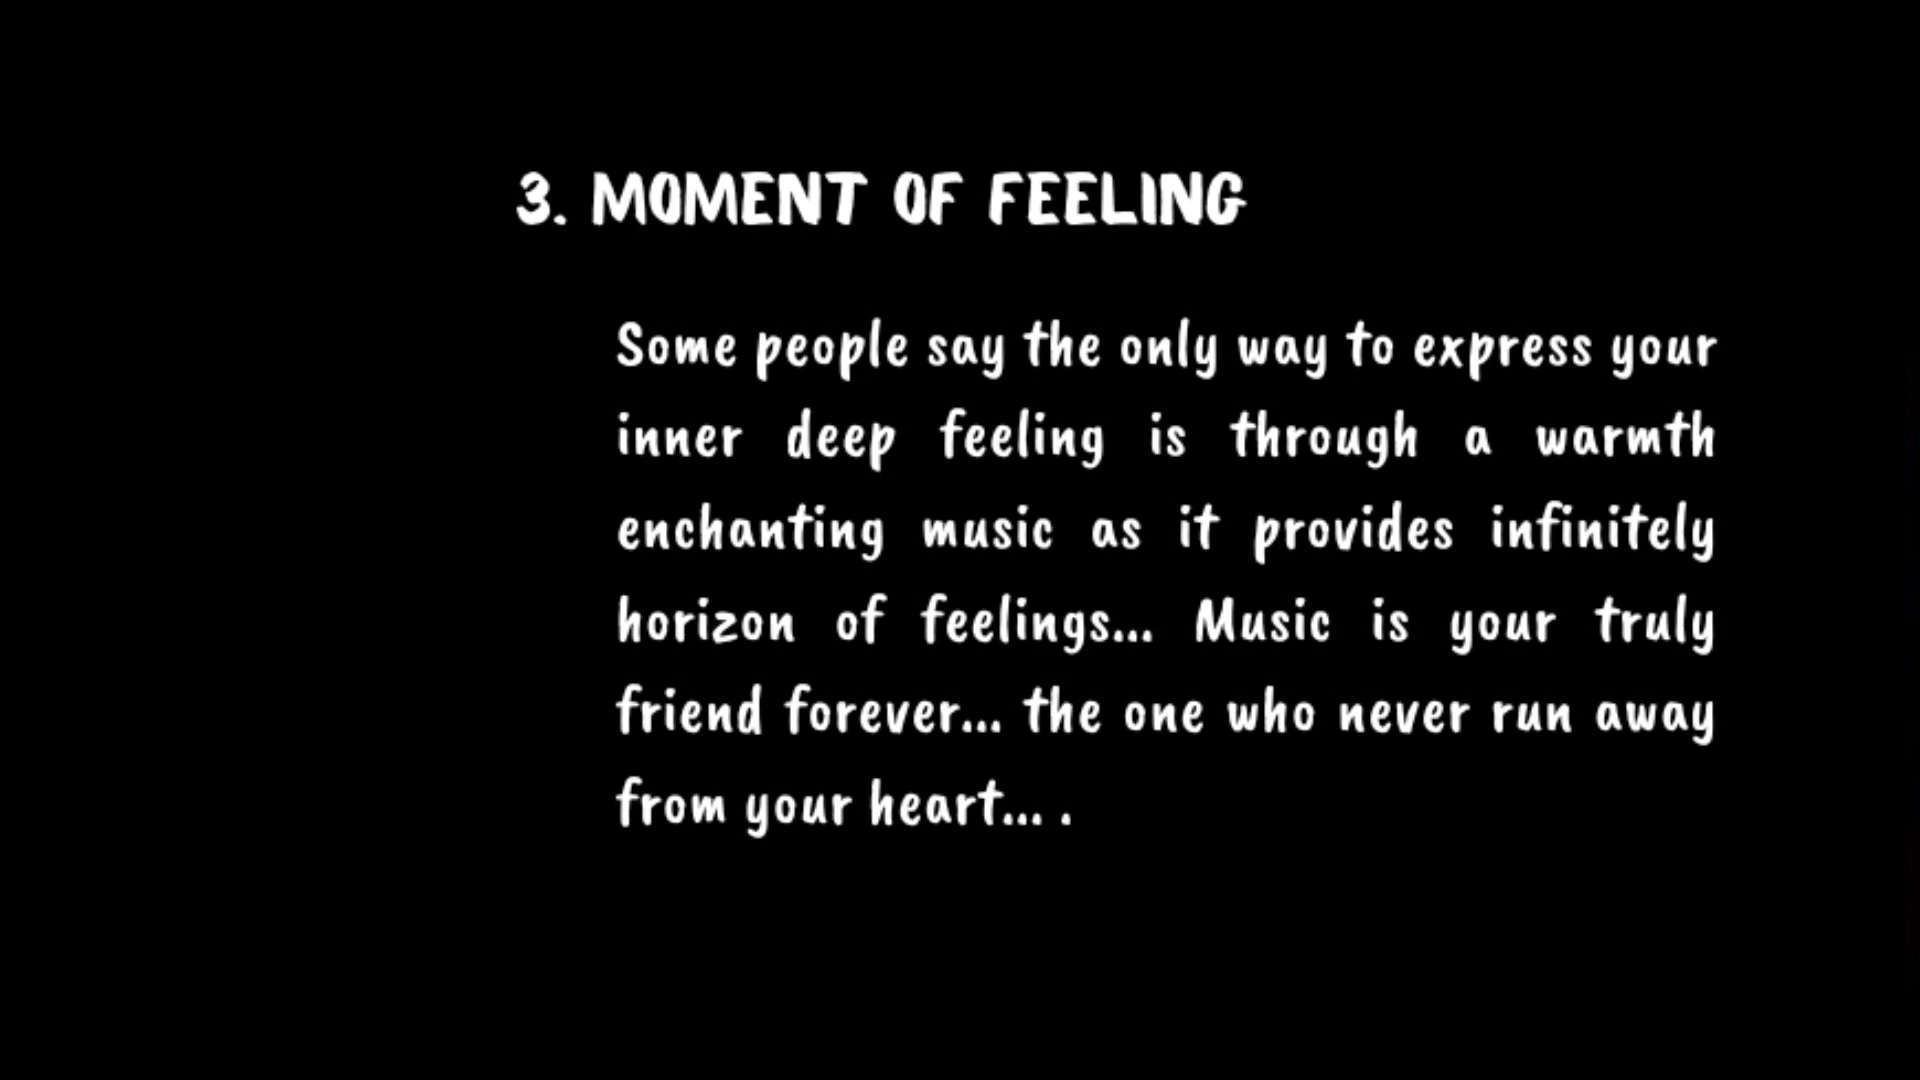 3. MOMENT OF FEELING
Some people say the only way to express your
inner deep feeling is through a warmth
enchanting music as it provides infinitely
horizon of feelings... Music is your truly
friend forever... the one who never run away
from your heart... .